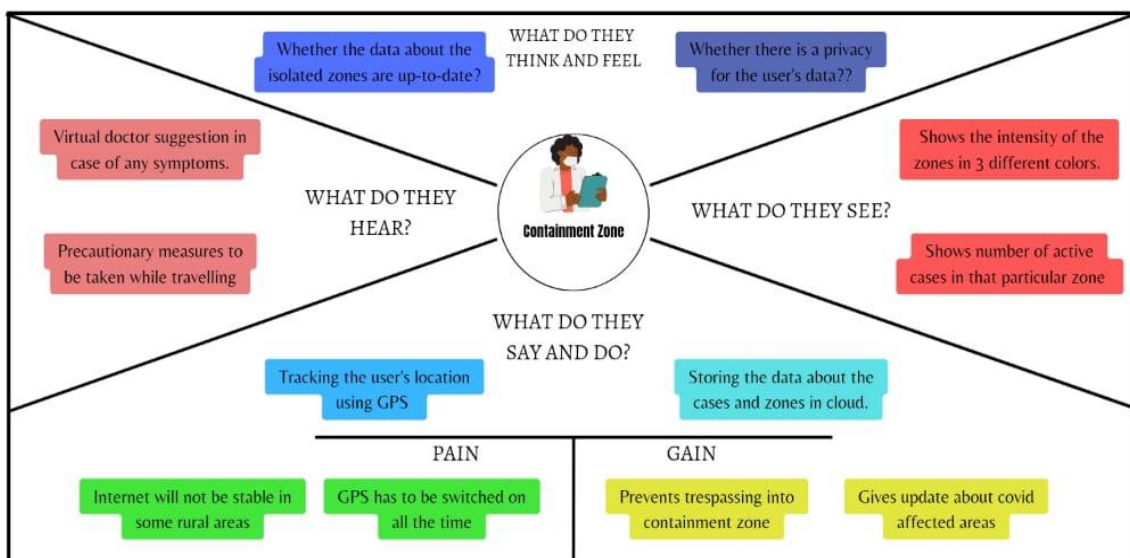 WHAT DO THEY
THINK AND FEEL
Whether the data about the
isolated zones are up-to-date?
Whether there is a privacy
for the user's data??
Virtual doctor suggestion in
case of any symptoms.
Precautionary measures to
be taken while travelling
WHAT DO THEY
HEAR?
Containment Zone
WHAT DO THEY SEE?
Shows the intensity of the
zones in 3 different colors.
Shows number of active
cases in that particular zone
WHAT DO THEY
SAY AND DO?
Tracking the user's location
using GPS
Storing the data about the
cases and zones in cloud.
PAIN
Internet will not be stable in
some rural areas
GPS has to be switched on
all the time
GAIN
Prevents trespassing into
containment zone
Gives update about covid
affected areas